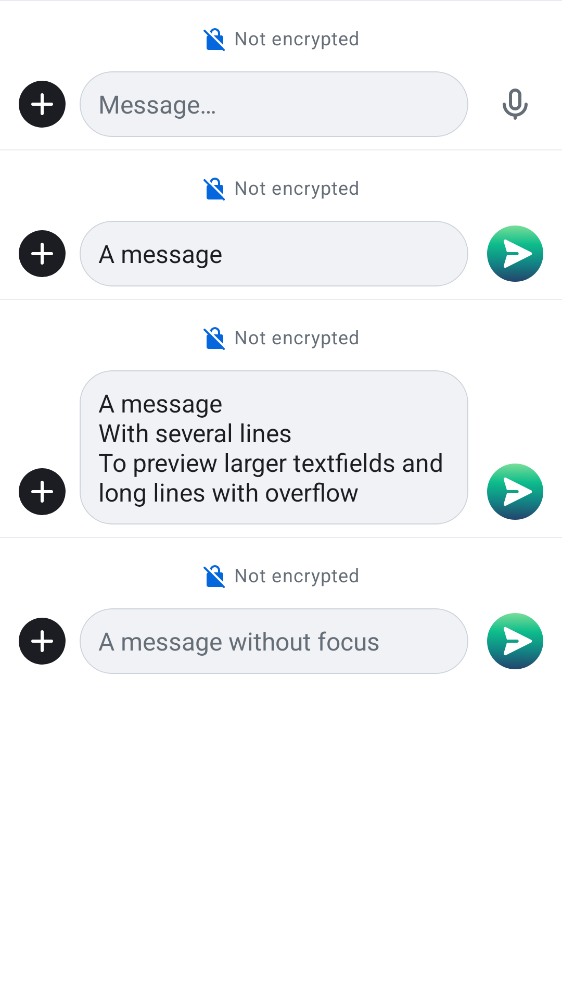 Not encrypted
Message…
Not encrypted
A message
Not encrypted
A message
With several lines
To preview larger textfields and
long lines with overflow
Not encrypted
A message without focus